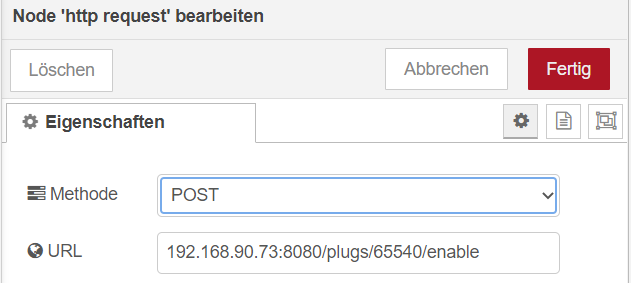 Node 'http request' bearbeiten
Löschen Abbrechen Fertig
Eigenschaften
Methode POST
URL 192.168.90.73:8080/plugs/65540/enable